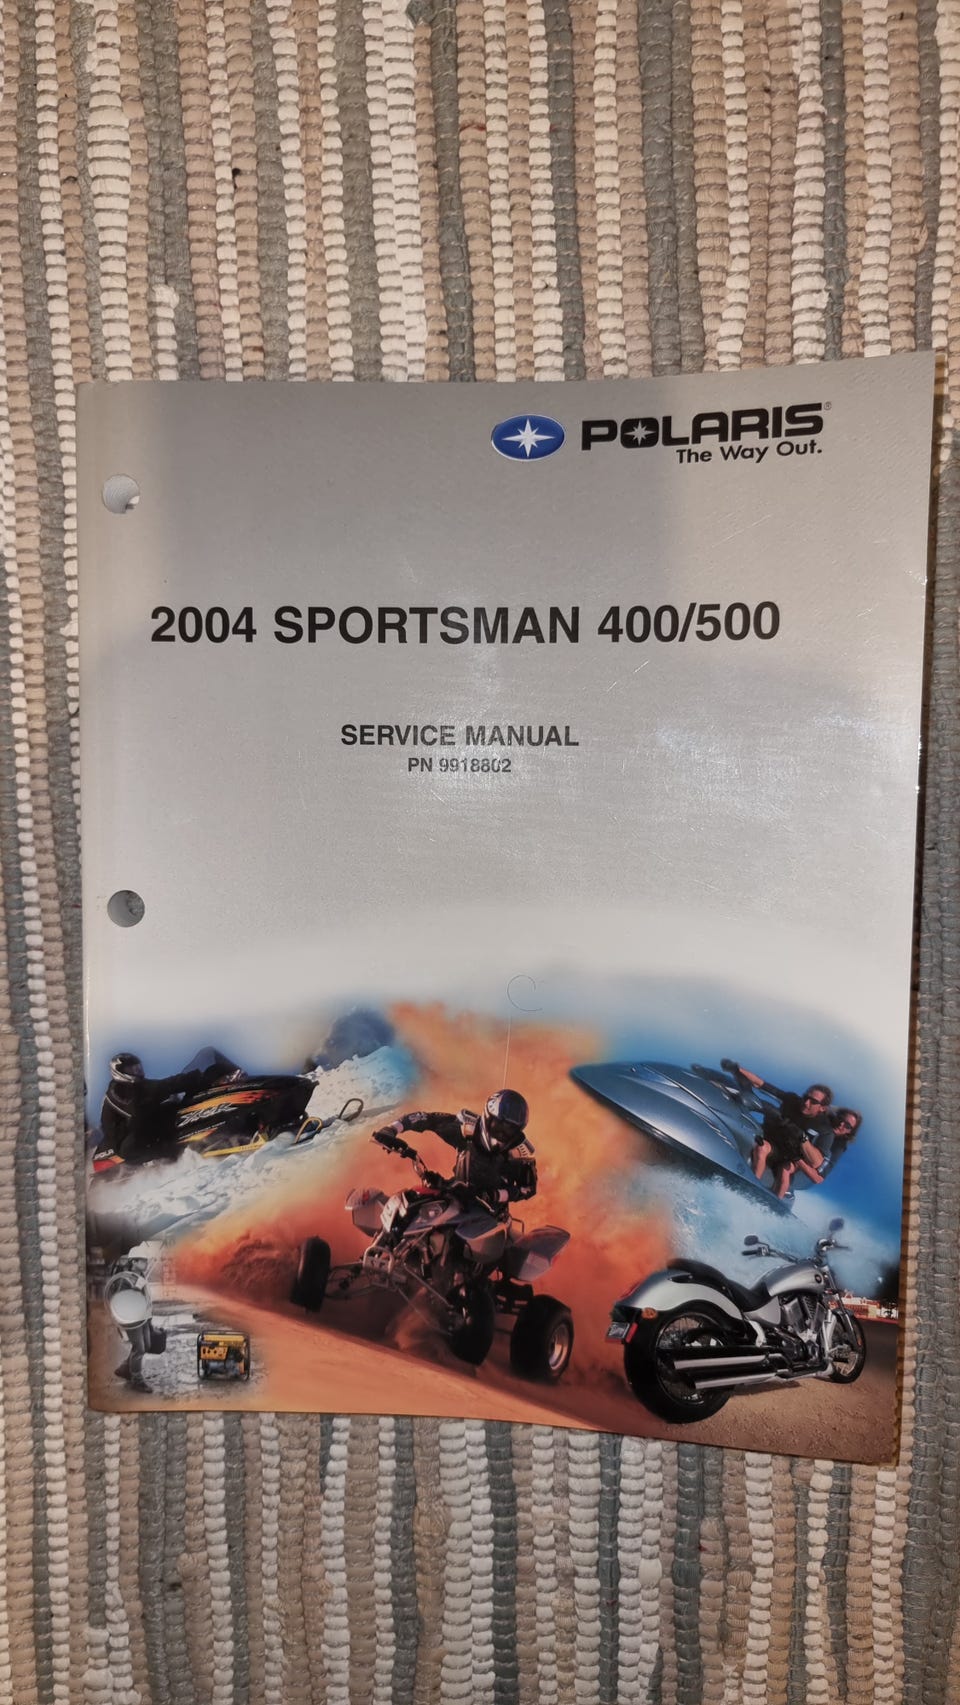 POLARIS®
The Way Out.
2004 SPORTSMAN 400/500
SERVICE MANUAL
PN 9918802